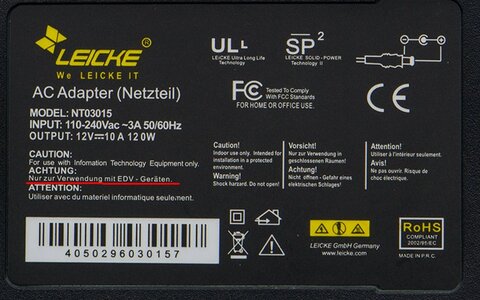 LEICKE®
We LEICKE IT
AC Adapter (Netzteil)
MODEL: NT03015
INPUT: 110-240Vac ~3A 50/60Hz
OUTPUT: 12V⎓10A 120W
CAUTION:
For use with Infomation Technology Equipment only.
ACHTUNG:
Nur zur Verwendung mit EDV - Geräten.
ATTENTION:
Utiliser avec du materiel informatique seulement.
4050296030157
ULL
LEICKE Ultra Long Life
Technology
SP²
LEICKE SOLID - POWER
Technology II
FC
Tested To Comply
With FCC Standards
FOR HOME OR OFFICE USE.
CE
Caution!
Indoor use only. Intended for
installation in a protected
environment.
Warning!
Shock hazard. Do not open!
Vorsicht!
Nur zur Verwendung in
geschlossenen Räumen!
Achtung!
Nicht öffnen - Gefahr eines
elektrischen Schlages!
Attention!
Utiliser à l'intérieur seulement.
Avis!
Ne pas ouvrir. Risque de
choc électrique.
LEICKE GmbH Germany
www.leicke.com
RoHS
COMPLIANT
2002/95/EC
MADE IN P.R.C.